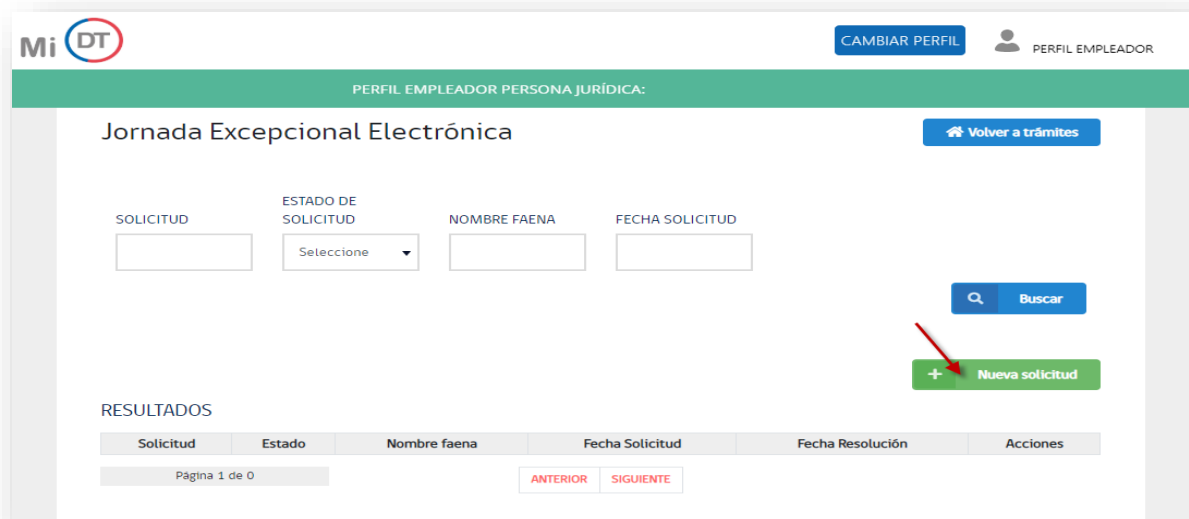 Mi DT
CAMBIAR PERFIL
PERFIL EMPLEADOR
PERFIL EMPLEADOR PERSONA JURÍDICA:
Jornada Excepcional Electrónica
Volver a trámites
SOLICITUD
ESTADO DE
SOLICITUD
NOMBRE FAENA
FECHA SOLICITUD
Seleccione
Buscar
+ Nueva solicitud
RESULTADOS
Solicitud Estado Nombre faena Fecha Solicitud Fecha Resolución Acciones
Página 1 de 0
ANTERIOR SIGUIENTE